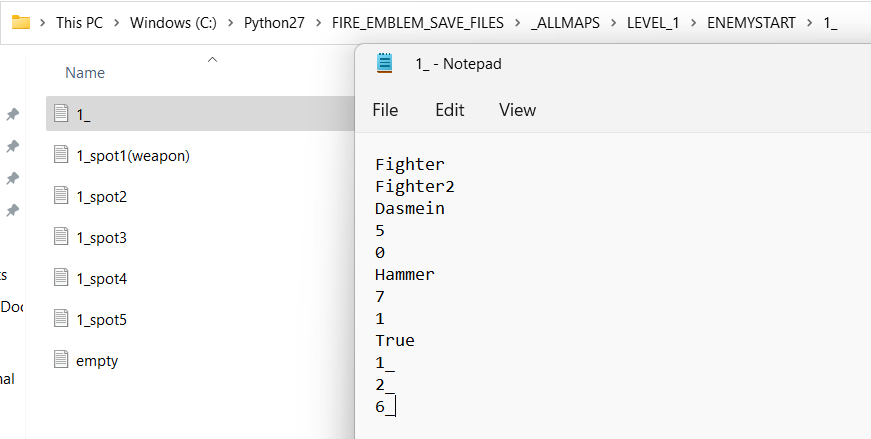 This PC > Windows (C:) > Python27 > FIRE_EMBLEM_SAVE_FILES > _ALLMAPS > LEVEL_1 > ENEMYSTART > 1_
Name
1_
1_spot1(weapon)
1_spot2
1_spot3
1_spot4
1_spot5
empty
ts
Doc
nal
1_ - Notepad
File Edit View
Fighter
Fighter2
Dasmein
5
0
Hammer
7
1
True
1_
2_
6_